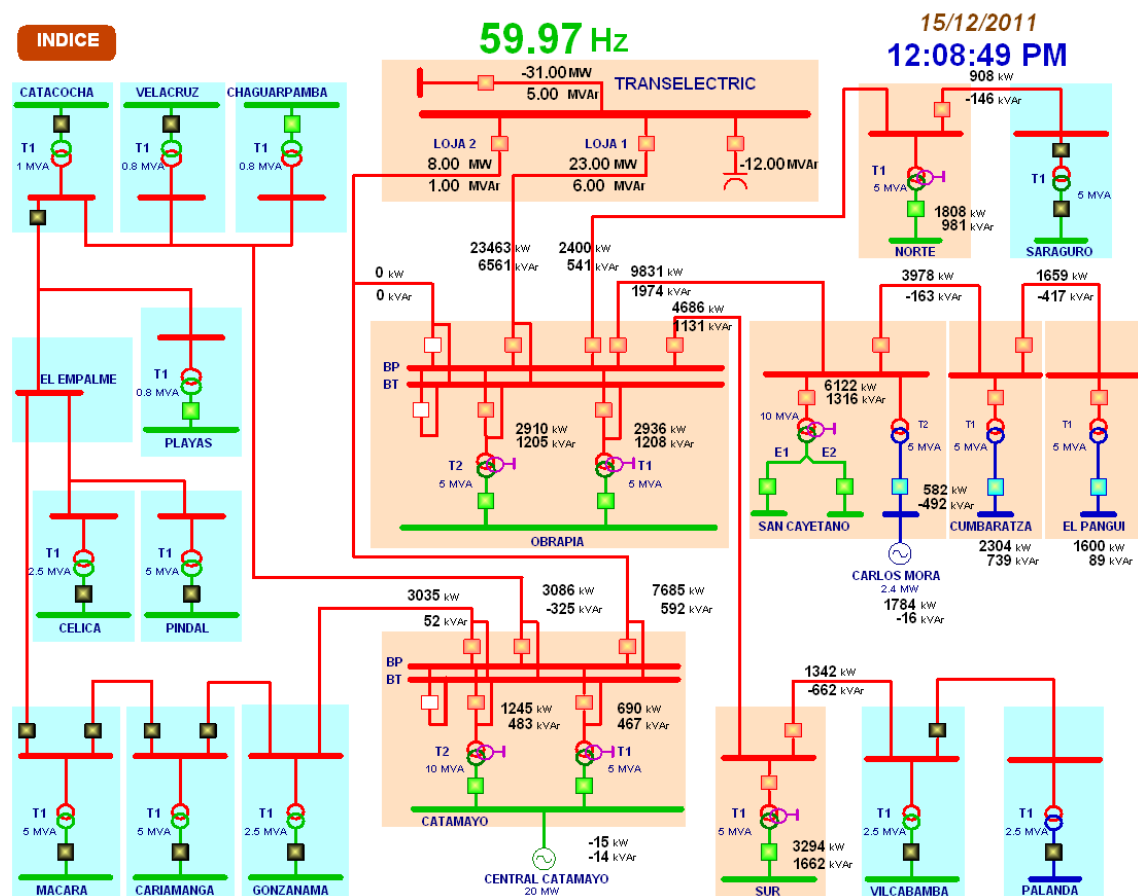 INDICE
59.97 Hz
15/12/2011
12:08:49 PM
CATACOCHA
T1
1 MVA
VELACRUZ
T1
0.8 MVA
CHAGUARPAMBA
T1
0.8 MVA
-31.00 MW
5.00 MVAr
TRANSELECTRIC
LOJA 2
8.00 MW
1.00 MVAr
LOJA 1
23.00 MW
6.00 MVAr
-12.00 MVAr
908 kW
-146 kVAr
T1
5 MVA
1808 kW
981 kVAr
NORTE
T1
5 MVA
SARAGURO
0 kW
0 kVAr
23463 kW
6561 kVAr
2400 kW
541 kVAr
9831 kW
1974 kVAr
4686 kW
1131 kVAr
3978 kW
-163 kVAr
1659 kW
-417 kVAr
T1
0.8 MVA
PLAYAS
EL EMPALME
BP
BT
2910 kW
1205 kVAr
T2
5 MVA
2936 kW
1208 kVAr
T1
5 MVA
OBRAPIA
6122 kW
1316 kVAr
10 MVA
E1
E2
SAN CAYETANO
T2
5 MVA
582 kW
-492 kVAr
CARLOS MORA
2.4 MW
1784 kW
-16 kVAr
T1
5 MVA
CUMBARATZA
2304 kW
739 kVAr
T1
5 MVA
EL PANGUI
1600 kW
89 kVAr
T1
2.5 MVA
CELICA
T1
5 MVA
PINDAL
3035 kW
52 kVAr
3086 kW
-325 kVAr
7685 kW
592 kVAr
BP
BT
1245 kW
483 kVAr
T2
10 MVA
690 kW
467 kVAr
T1
5 MVA
CATAMAYO
-15 kW
-14 kVAr
CENTRAL CATAMAYO
20 MW
T1
5 MVA
MACARA
T1
5 MVA
CARIAMANGA
T1
2.5 MVA
GONZANAMA
1342 kW
-662 kVAr
T1
5 MVA
3294 kW
1662 kVAr
SUR
T1
2.5 MVA
VILCABAMBA
T1
2.5 MVA
PALANDA